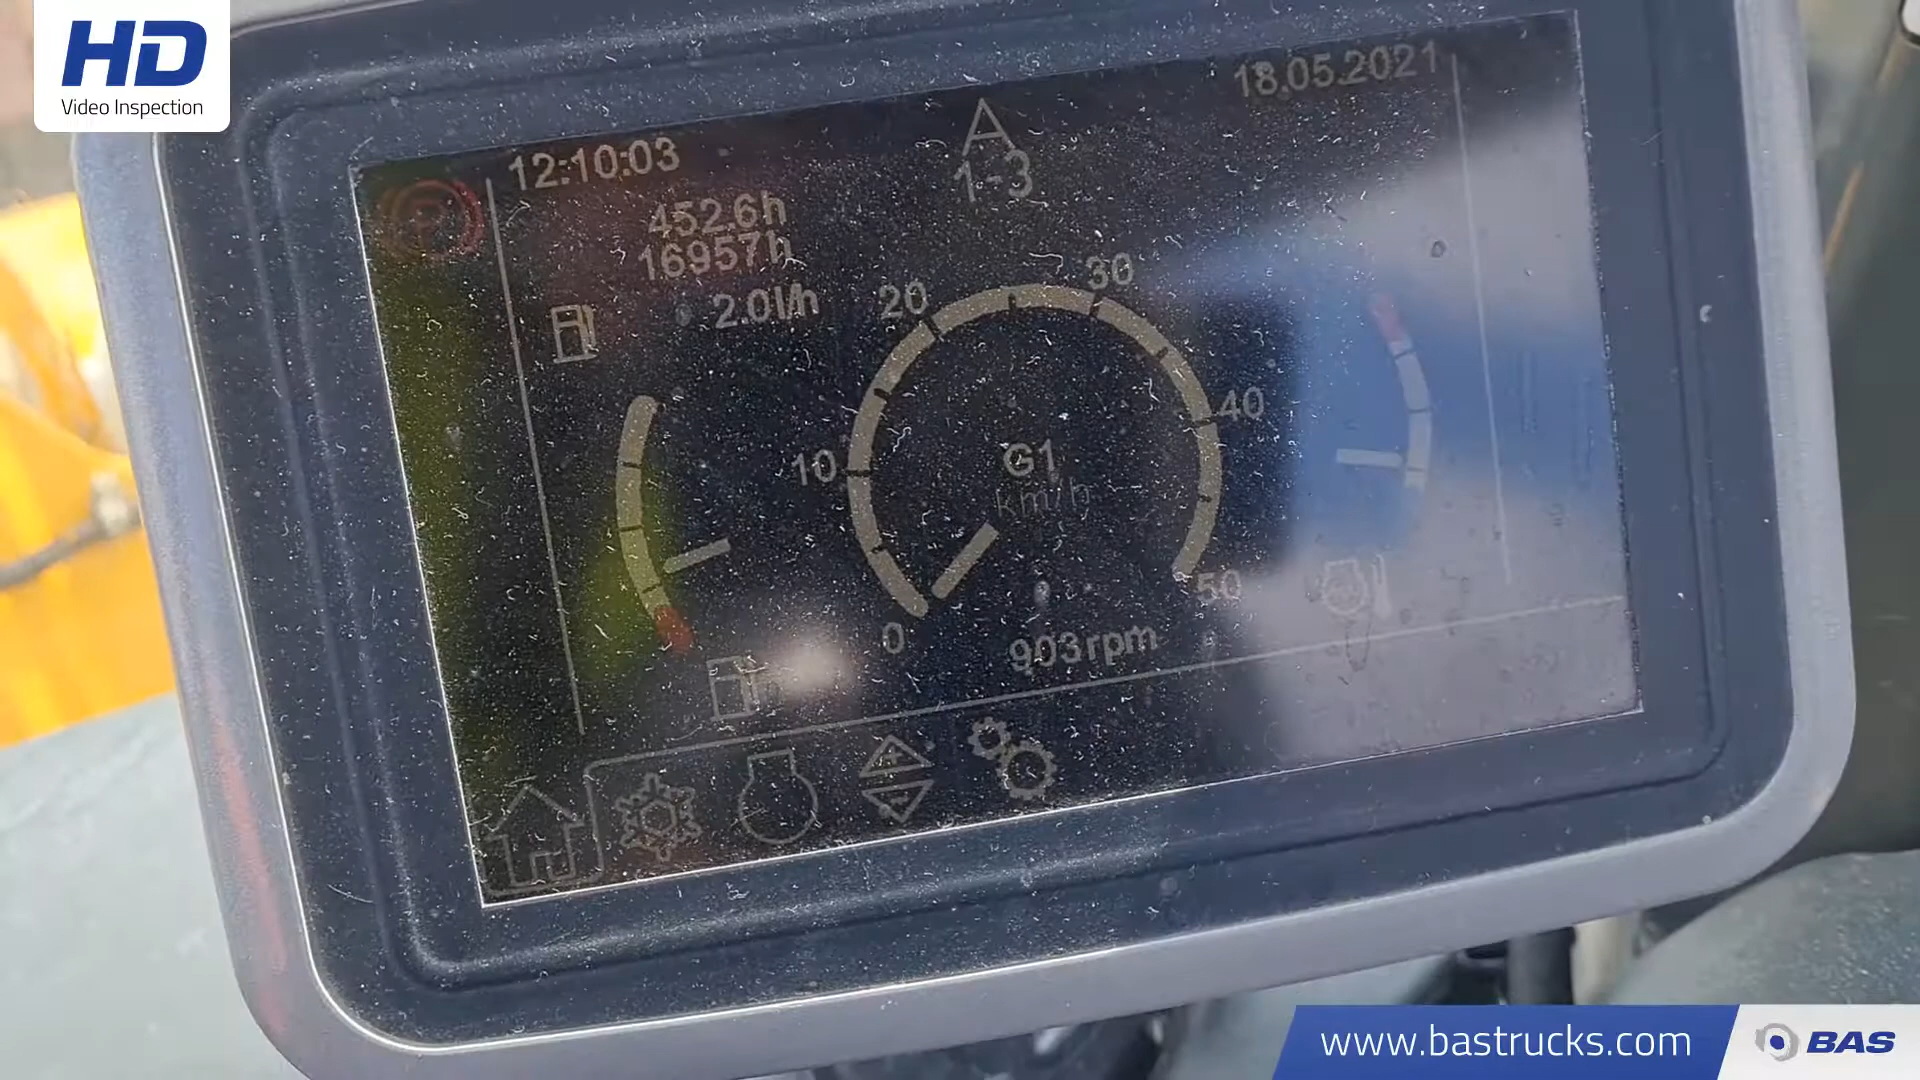 HD
Video Inspection
18.05.2021
12:10:03
A
1-3
452.6h
16957h
2.0l/h
0
10
20
30
40
50
G1
km/h
903rpm
www.bastrucks.com
BAS